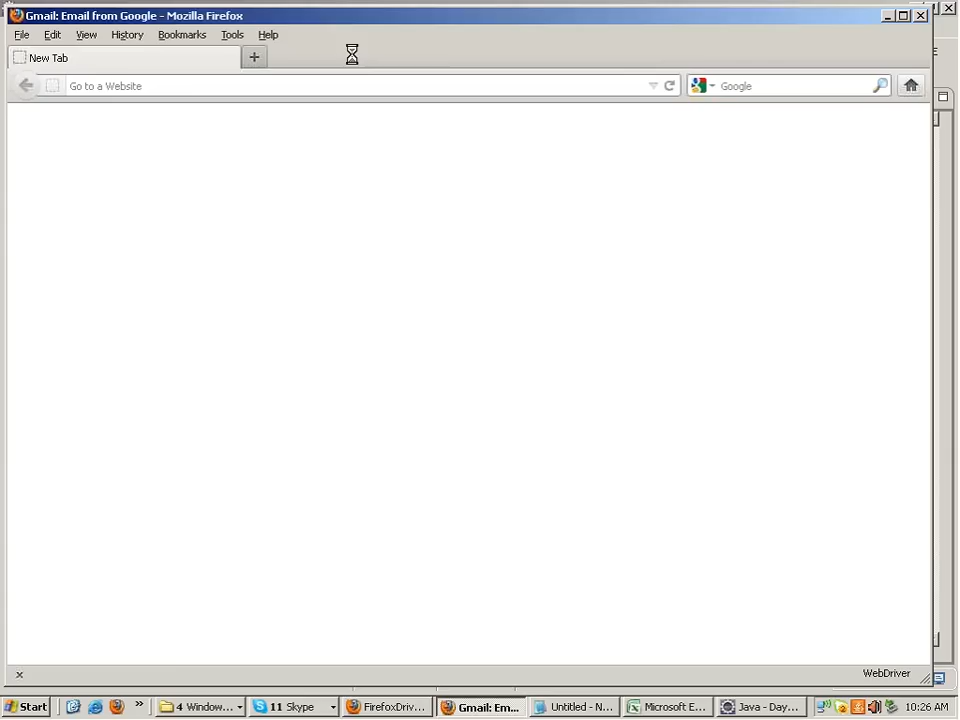 Gmail: Email from Google - Mozilla Firefox
File Edit View History Bookmarks Tools Help
New Tab
Go to a Website
Google
WebDriver
Start
4 Window...
11 Skype
FirefoxDriv...
Gmail: Em...
Untitled - N...
Microsoft E...
Java - Day...
10:26 AM